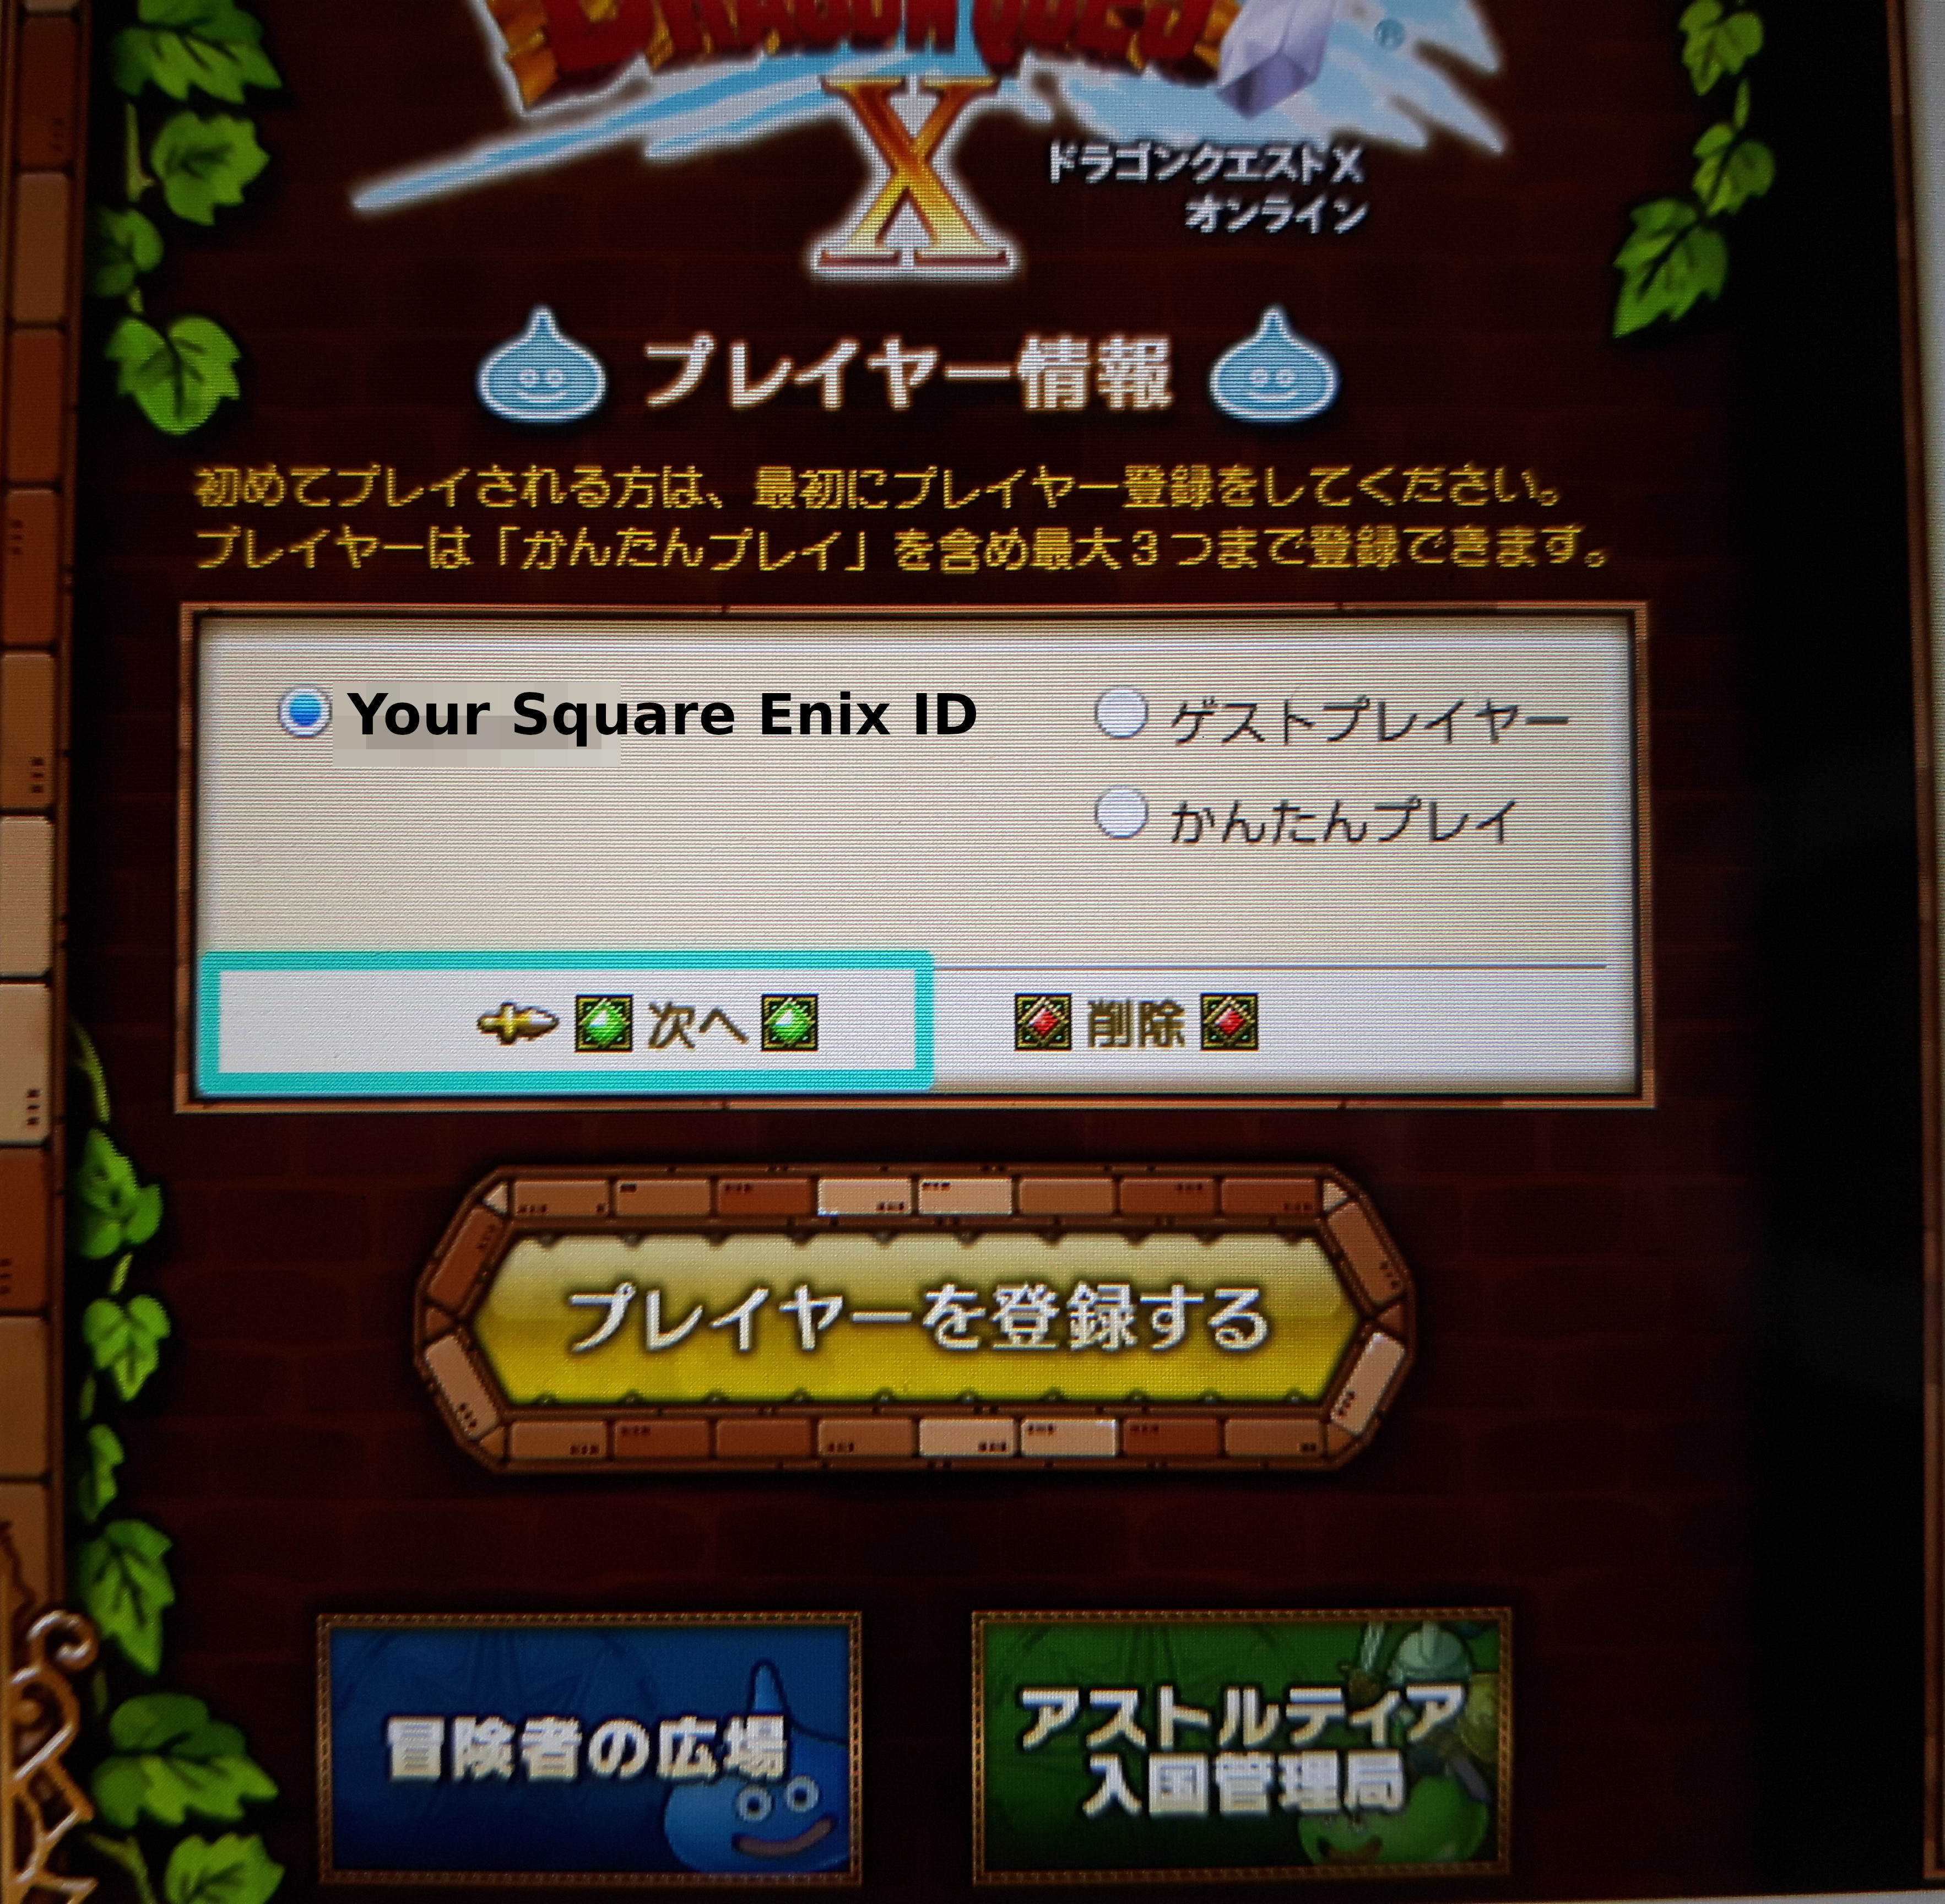 DRAGON QUEST
X
ドラゴンクエストX
オンライン
プレイヤー情報
初めてプレイされる方は、最初にプレイヤー登録をしてください。
プレイヤーは「かんたんプレイ」を含め最大3つまで登録できます。
Your Square Enix ID
ゲストプレイヤー
かんたんプレイ
次へ
削除
プレイヤーを登録する
冒険者の広場
アストルティア
入国管理局